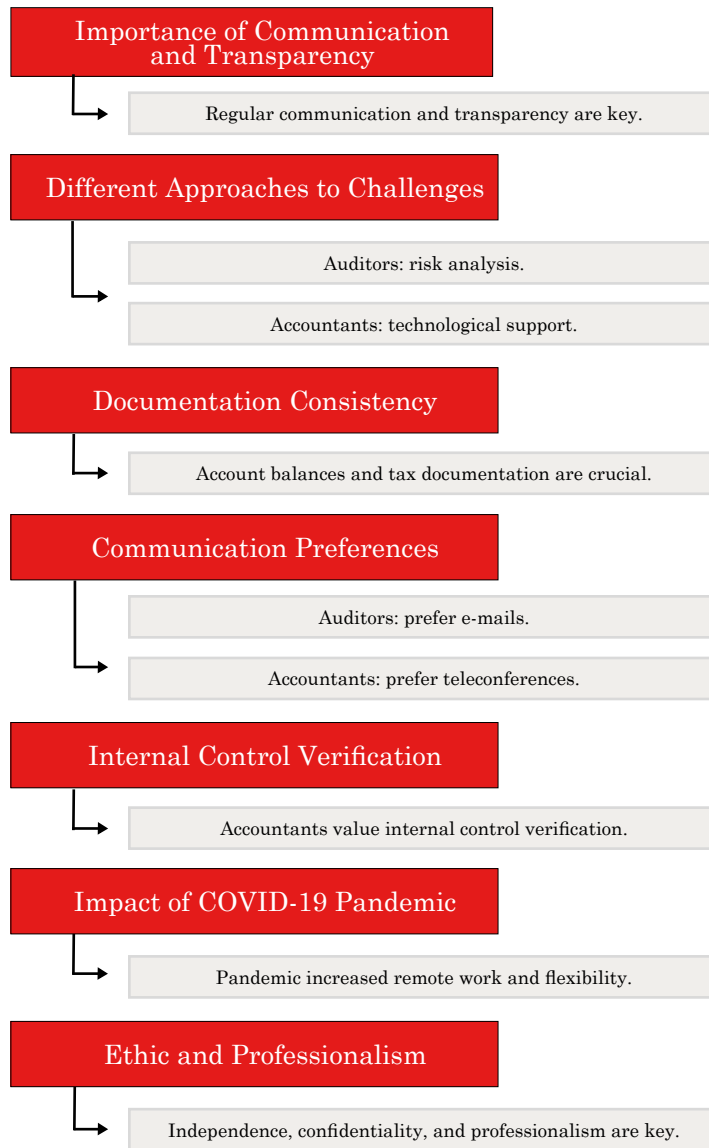 Importance of Communication
and Transparency
Regular communication and transparency are key.
Different Approaches to Challenges
Auditors: risk analysis.
Accountants: technological support.
Documentation Consistency
Account balances and tax documentation are crucial.
Communication Preferences
Auditors: prefer e-mails.
Accountants: prefer teleconferences.
Internal Control Verification
Accountants value internal control verification.
Impact of COVID-19 Pandemic
Pandemic increased remote work and flexibility.
Ethic and Professionalism
Independence, confidentiality, and professionalism are key.